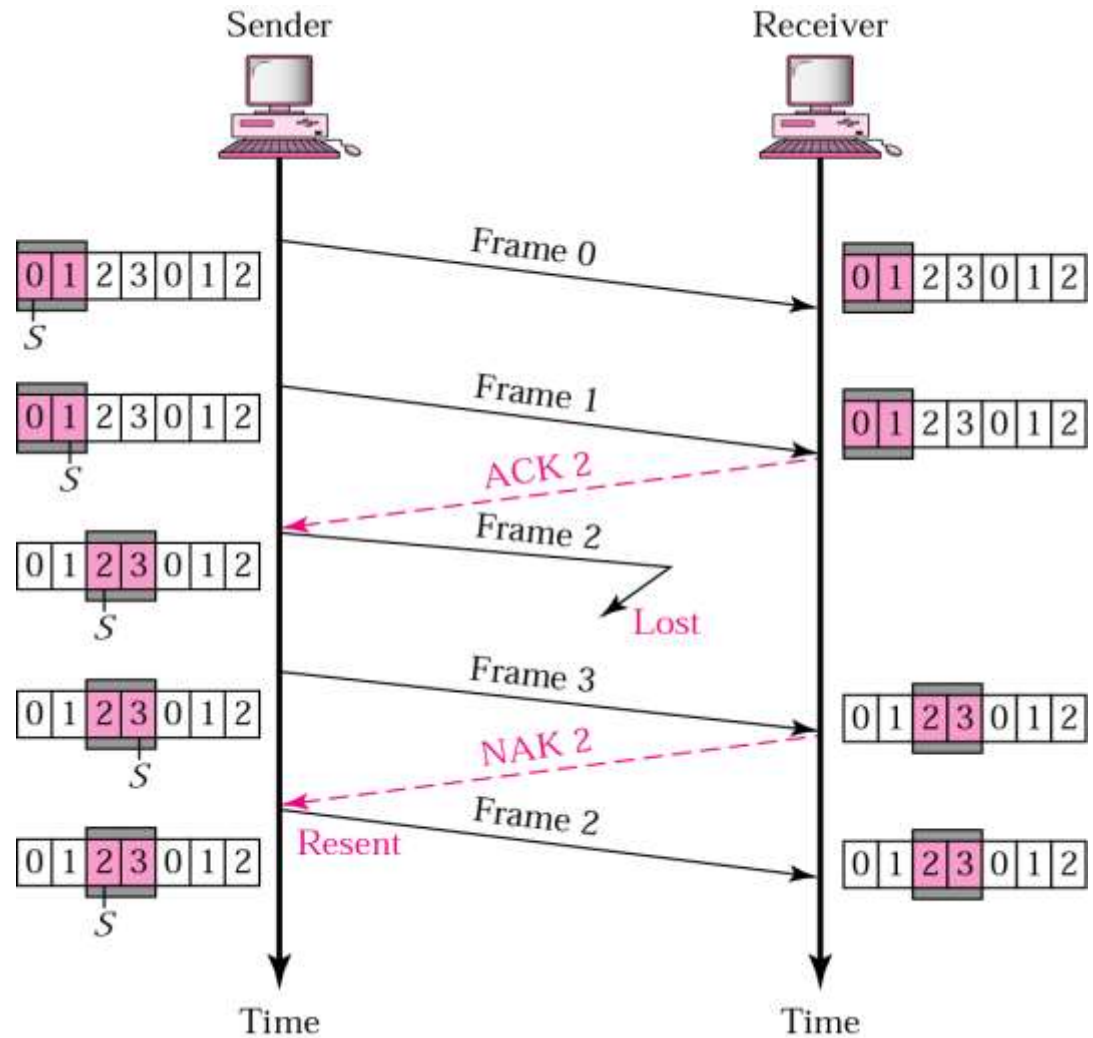 Sender Receiver
Frame 0
0 1 2 3 0 1 2
S
0 1 2 3 0 1 2
Frame 1
0 1 2 3 0 1 2
S
0 1 2 3 0 1 2
ACK 2
Frame 2
0 1 2 3 0 1 2
S
Lost
Frame 3
0 1 2 3 0 1 2
S
0 1 2 3 0 1 2
NAK 2
Frame 2
Resent
0 1 2 3 0 1 2
S
0 1 2 3 0 1 2
Time Time